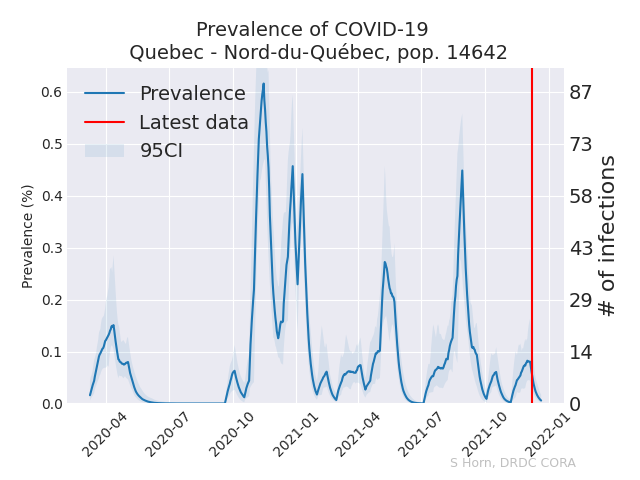 Prevalence of COVID-19
Quebec - Nord-du-Québec, pop. 14642
Prevalence
Latest data
95CI
Prevalence (%)
0.6
0.5
0.4
0.3
0.2
0.1
0.0
87
73
58
43
29
14
0
# of infections
2020-04
2020-07
2020-10
2021-01
2021-04
2021-07
2021-10
2022-01
S Horn, DRDC CORA